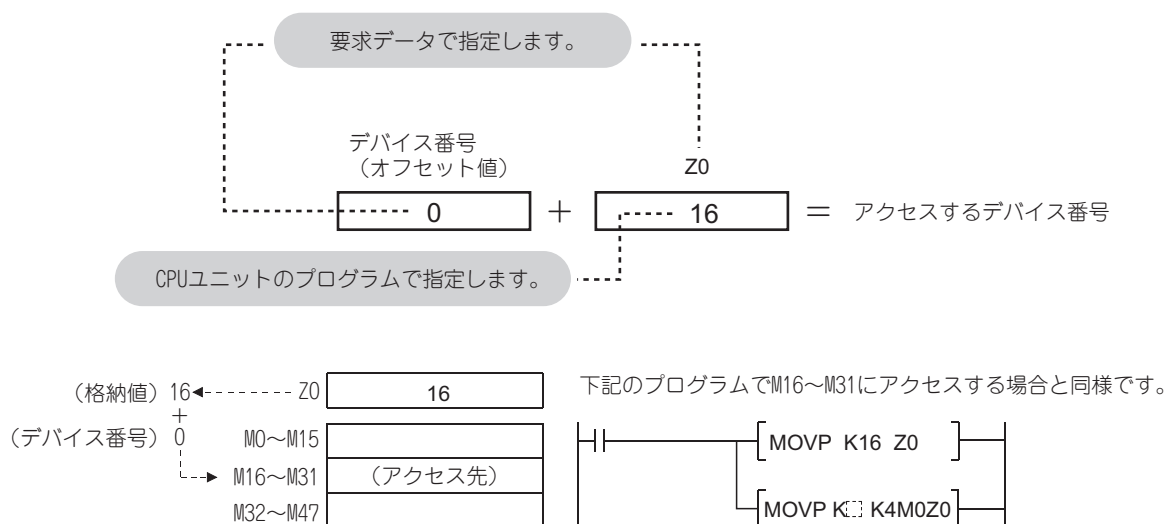 要求データで指定します。
デバイス番号
(オフセット値)
Z0
0 + 16 = アクセスするデバイス番号
CPUユニットのプログラムで指定します。
(格納値) 16 Z0 16
+
(デバイス番号) 0 M0~M15
M16~M31 (アクセス先)
M32~M47
下記のプログラムでM16~M31にアクセスする場合と同様です。
MOVP K16 Z0
MOVP K⬚ K4M0Z0